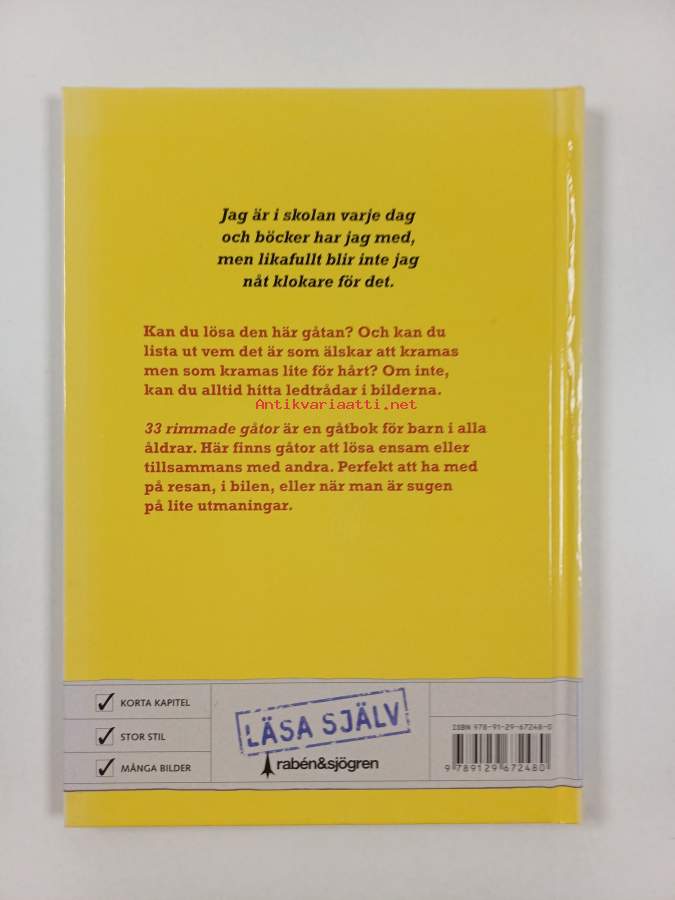 Jag är i skolan varje dag
och böcker har jag med,
men likafullt blir inte jag
nåt klokare för det.
Kan du lösa den här gåtan? Och kan du
lista ut vem det är som älskar att kramas
men som kramas lite för hårt? Om inte,
kan du alltid hitta ledtrådar i bilderna.
Antikvariaatti.net
33 rimmade gåtor är en gåtbok för barn i alla
åldrar. Här finns gåtor att lösa ensam eller
tillsammans med andra. Perfekt att ha med
på resan, i bilen, eller när man är sugen
på lite utmaningar.
KORTA KAPITEL
STOR STIL
MÅNGA BILDER
LÄSA SJÄLV
rabén&sjögren
ISBN 978-91-29-67248-0
9 789129 672480